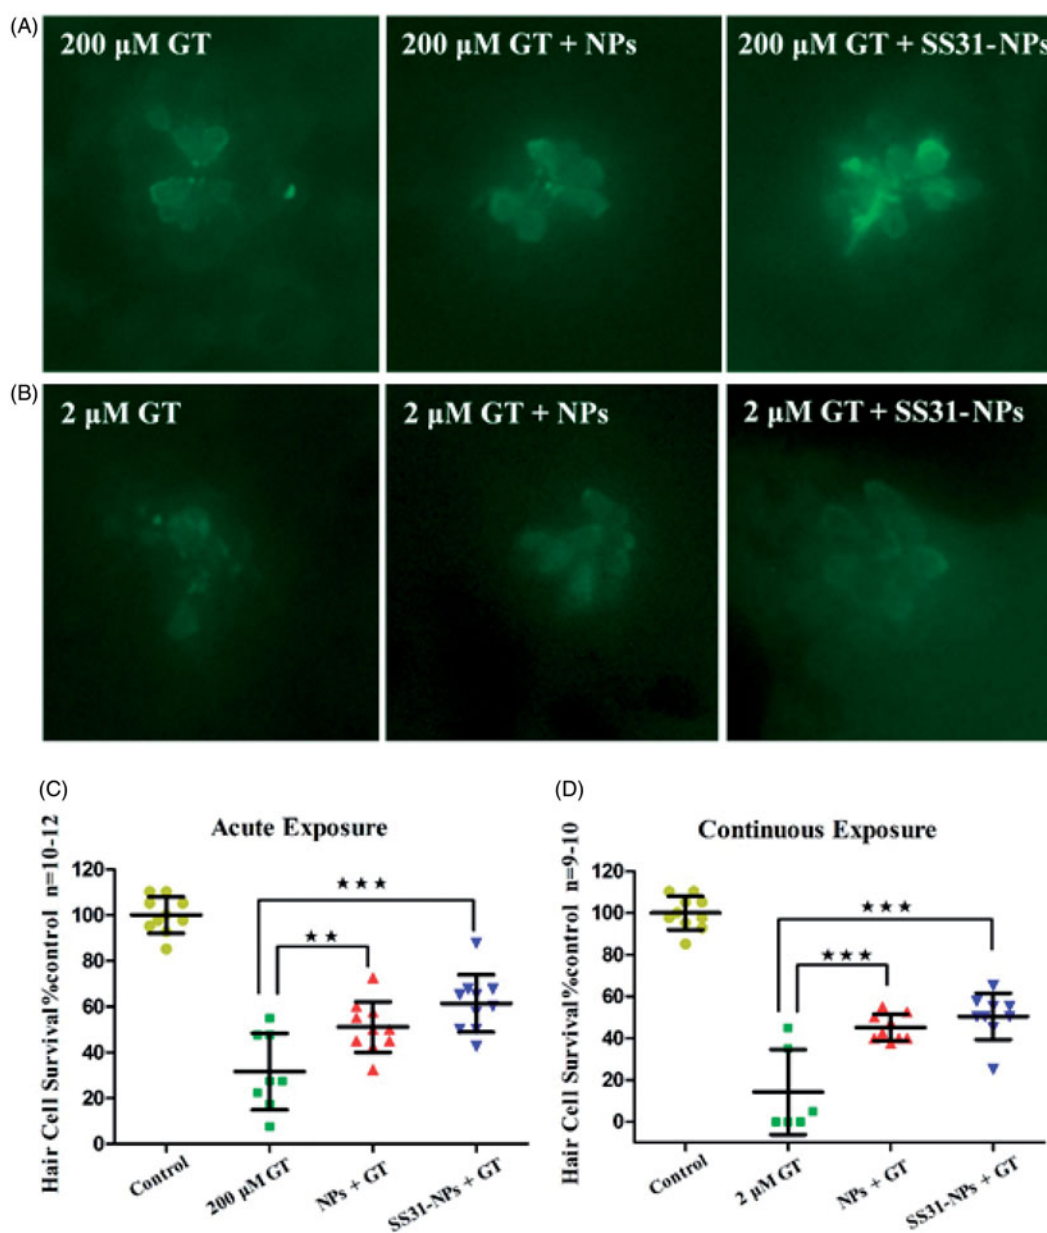 (A)
200 μM GT
200 μM GT + NPs
200 μM GT + SS31-NPs
(B)
2 μM GT
2 μM GT + NPs
2 μM GT + SS31-NPs
(C)
Acute Exposure
Hair Cell Survival%control n=10-12
120
100
80
60
40
20
0
★★★
★★
Control
200 μM GT
NPs + GT
SS31-NPs + GT
(D)
Continuous Exposure
Hair Cell Survival%control n=9-10
120
100
80
60
40
20
0
★★★
★★★
Control
2 μM GT
NPs + GT
SS31-NPs + GT